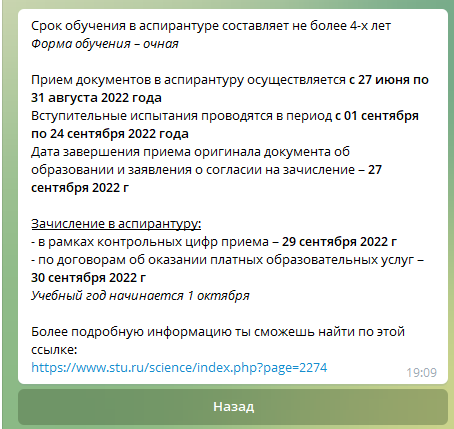 Срок обучения в аспирантуре составляет не более 4-х лет
Форма обучения – очная
Прием документов в аспирантуру осуществляется с 27 июня по
31 августа 2022 года
Вступительные испытания проводятся в период с 01 сентября
по 24 сентября 2022 года
Дата завершения приема оригинала документа об
образовании и заявления о согласии на зачисление – 27
сентября 2022 г
Зачисление в аспирантуру:
- в рамках контрольных цифр приема – 29 сентября 2022 г
- по договорам об оказании платных образовательных услуг –
30 сентября 2022 г
Учебный год начинается 1 октября
Более подробную информацию ты сможешь найти по этой
ссылке:
https://www.stu.ru/science/index.php?page=2274
19:09
Назад